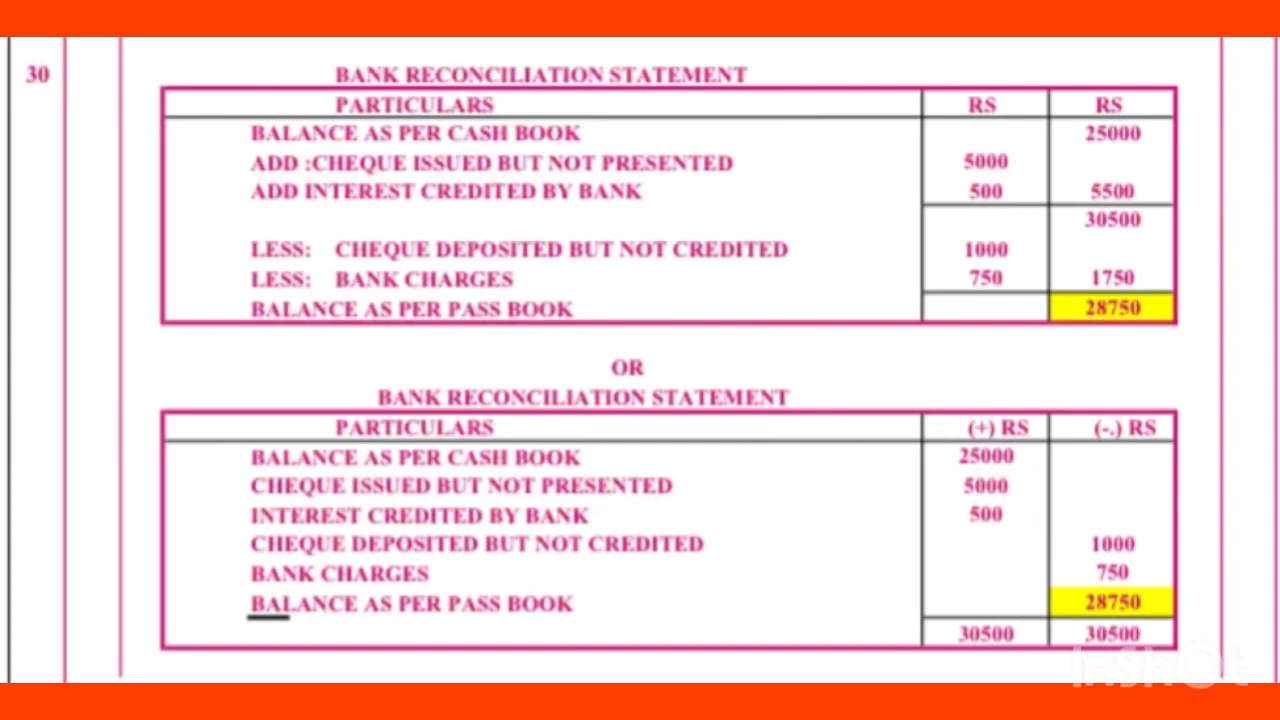 30
BANK RECONCILIATION STATEMENT
PARTICULARS RS RS
BALANCE AS PER CASH BOOK 25000
ADD :CHEQUE ISSUED BUT NOT PRESENTED 5000
ADD INTEREST CREDITED BY BANK 500 5500
30500
LESS: CHEQUE DEPOSITED BUT NOT CREDITED 1000
LESS: BANK CHARGES 750 1750
BALANCE AS PER PASS BOOK 28750
OR
BANK RECONCILIATION STATEMENT
PARTICULARS (+) RS (-.) RS
BALANCE AS PER CASH BOOK 25000
CHEQUE ISSUED BUT NOT PRESENTED 5000
INTEREST CREDITED BY BANK 500
CHEQUE DEPOSITED BUT NOT CREDITED 1000
BANK CHARGES 750
BALANCE AS PER PASS BOOK 28750
30500 30500
InShOt